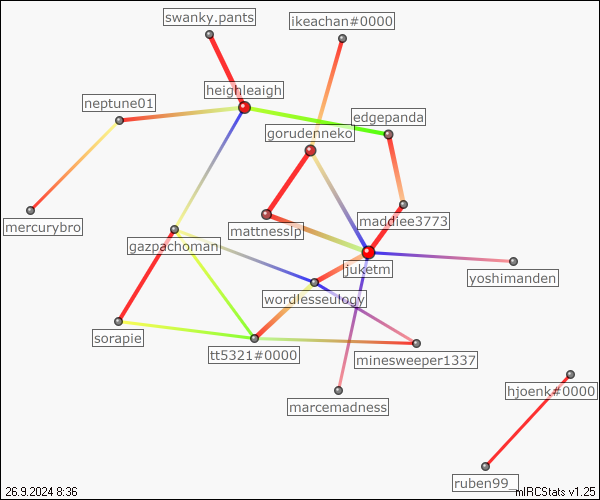 swanky.pants
ikeachan#0000
heighleaigh
neptune01
edgepanda
gorudenneko
mercurybro
mattnesslp
maddiee3773
gazpachoman
juketm
yoshimanden
wordlesseulogy
sorapie
tt5321#0000
minesweeper1337
hjoenk#0000
marcemadness
ruben99_
26.9.2024 8:36
mIRCStats v1.25